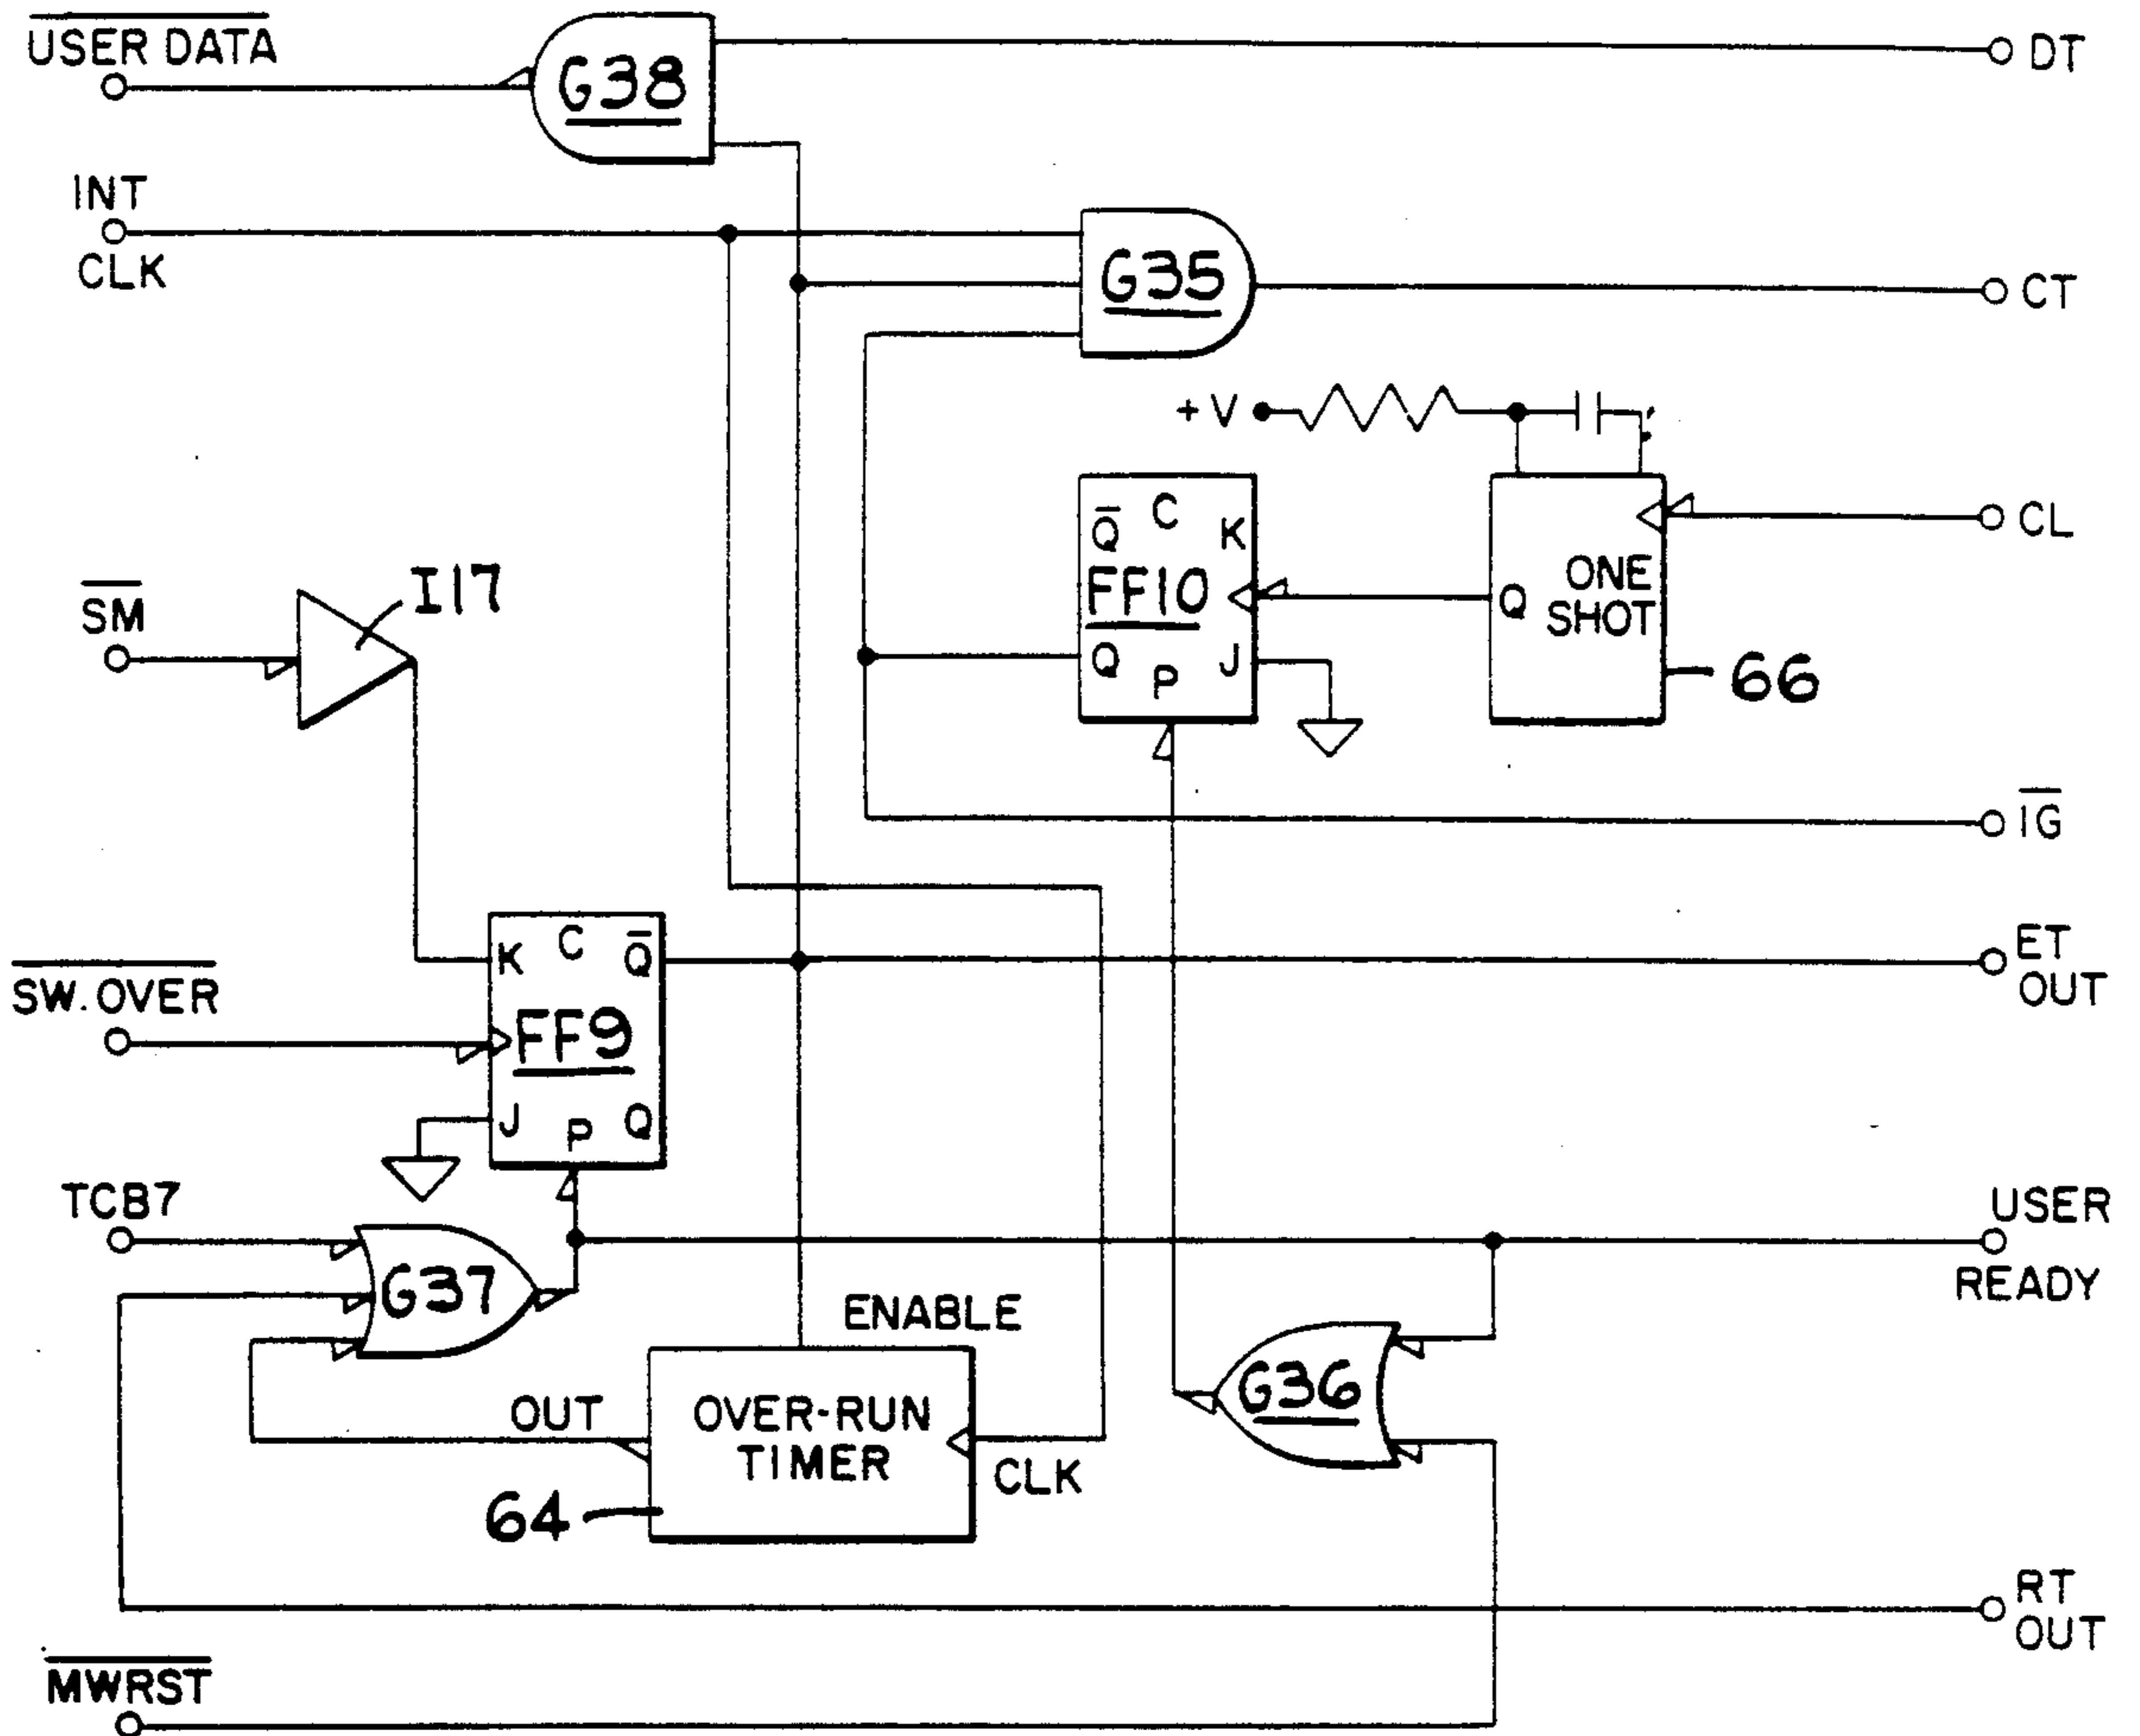 USER DATA
G38
DT
INT
CLK
G35
CT
+V
CL
SM
I17
Q̅ C K
FF10
Q P J
Q
ONE
SHOT
66
IG
K C Q̅
FF9
J P Q
SW. OVER
ET
OUT
TCB7
G37
USER
READY
ENABLE
OUT
OVER-RUN
TIMER
CLK
64
G36
RT
OUT
MWRST